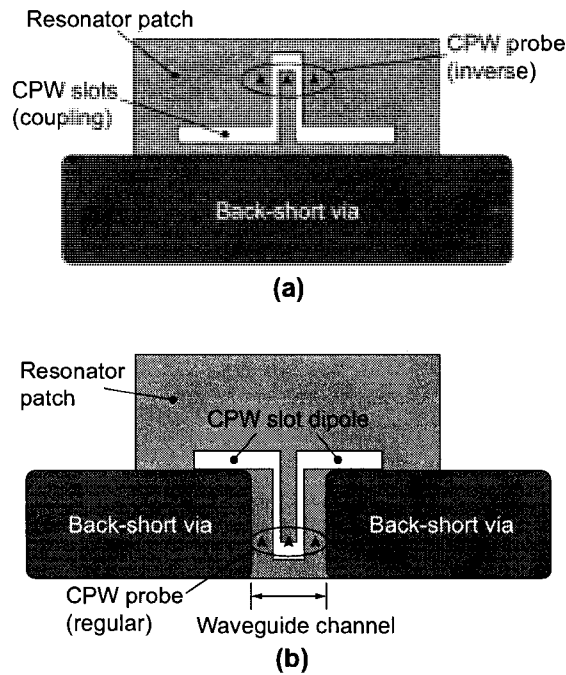 Resonator patch
CPW probe
(inverse)
CPW slots
(coupling)
Back-short via
(a)
Resonator
patch
CPW slot dipole
Back-short via
Back-short via
CPW probe
(regular)
Waveguide channel
(b)